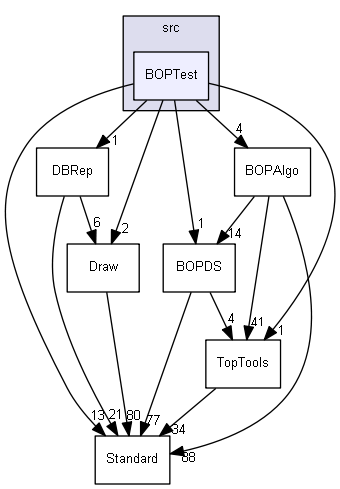 src
BOPTest
1
4
DBRep
BOPAlgo
6
2
1
14
Draw
BOPDS
4
41
1
TopTools
13
21
80
77
34
88
Standard